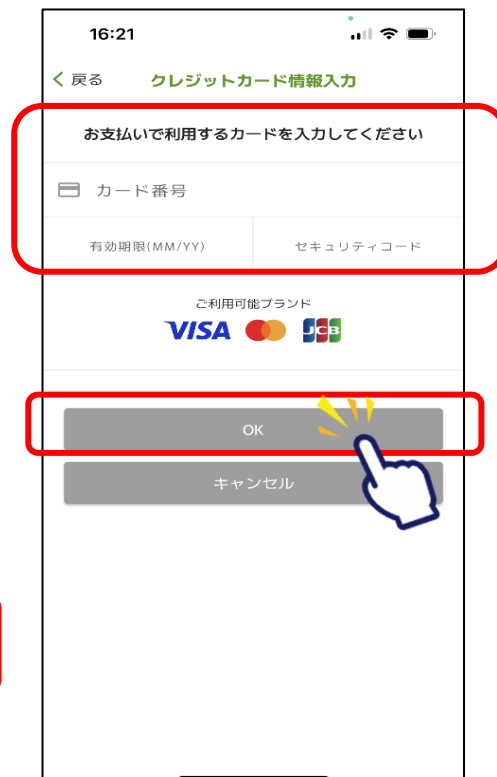 16:21
戻る クレジットカード情報入力
お支払いで利用するカードを入力してください
カード番号
有効期限(MM/YY) セキュリティコード
ご利用可能ブランド
VISA JCB
OK
キャンセル